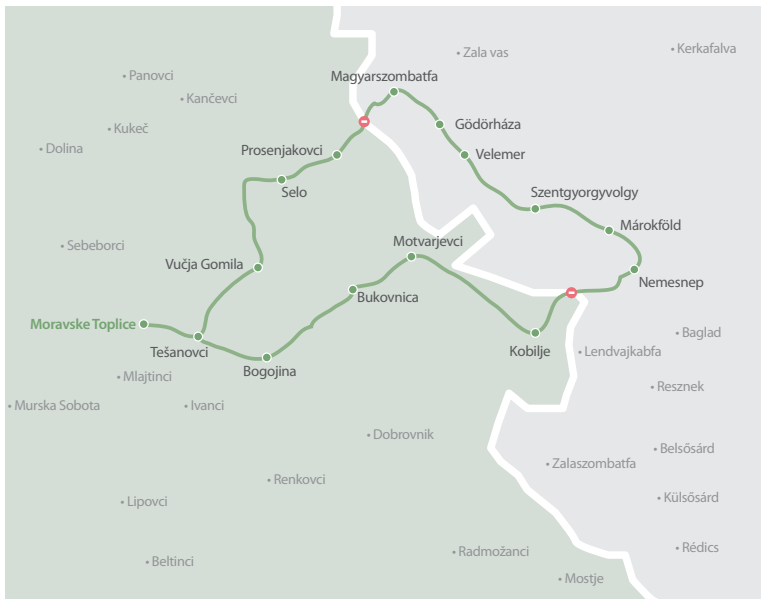 • Zala vas
• Kerkafalva
• Panovci
Magyarszombatfa
• Kančevci
• Kukeč
Gödörháza
• Dolina
Prosenjakovci
Velemer
Selo
Szentgyorgyvolgy
Márokföld
• Sebeborci
Motvarjevci
Vučja Gomila
Nemesnep
Bukovnica
Moravske Toplice
• Baglad
Tešanovci
Kobilje
• Lendvajkabfa
Bogojina
• Mlajtinci
• Resznek
• Murska Sobota
• Ivanci
• Dobrovnik
• Belsősárd
• Zalaszombatfa
• Renkovci
• Lipovci
• Külsősárd
• Radmožanci
• Rédics
• Beltinci
• Mostje